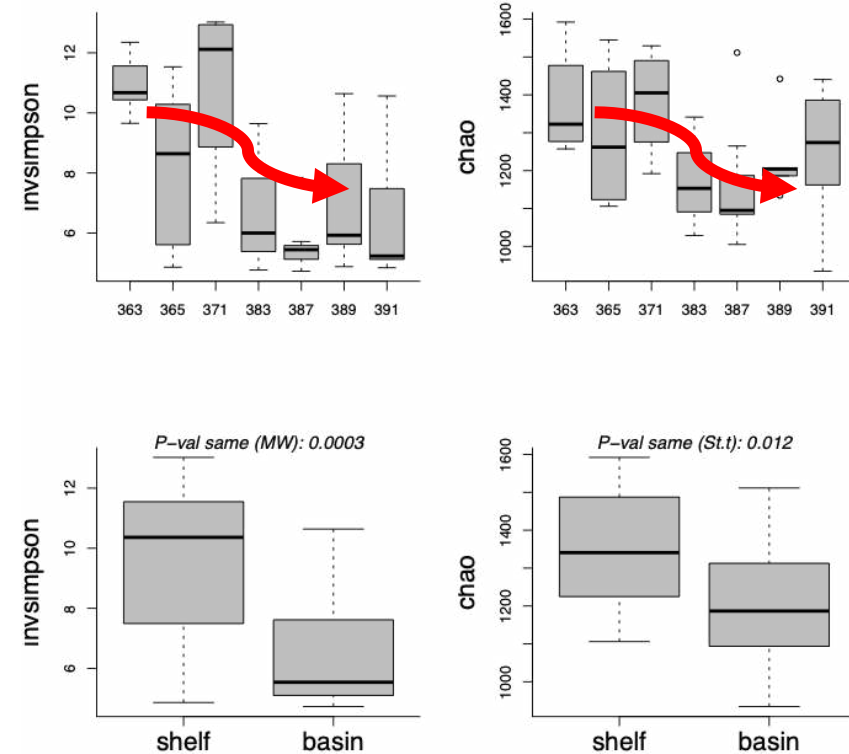 invsimpson
12
10
8
6
363 365 371 383 387 389 391
chao
1600
1400
1200
1000
363 365 371 383 387 389 391
P-val same (MW): 0.0003
invsimpson
12
10
8
6
shelf basin
P-val same (St.t): 0.012
chao
1600
1400
1200
1000
shelf basin